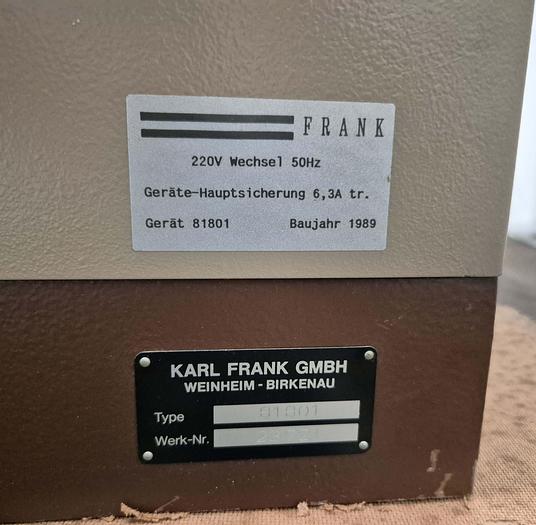 FRANK
220V Wechsel 50Hz
Geräte-Hauptsicherung 6,3A tr.
Gerät 81801 Baujahr 1989
KARL FRANK GMBH
WEINHEIM - BIRKENAU
Type 81801
Werk-Nr.